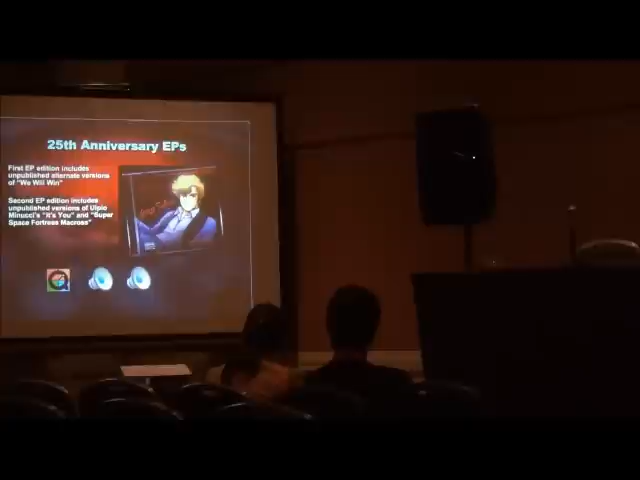 25th Anniversary EPs
First EP edition includes
unpublished alternate versions
of "We Will Win"
Second EP edition includes
unpublished versions of Ulpio
Minucci's "It's You" and "Super
Space Fortress Macross"